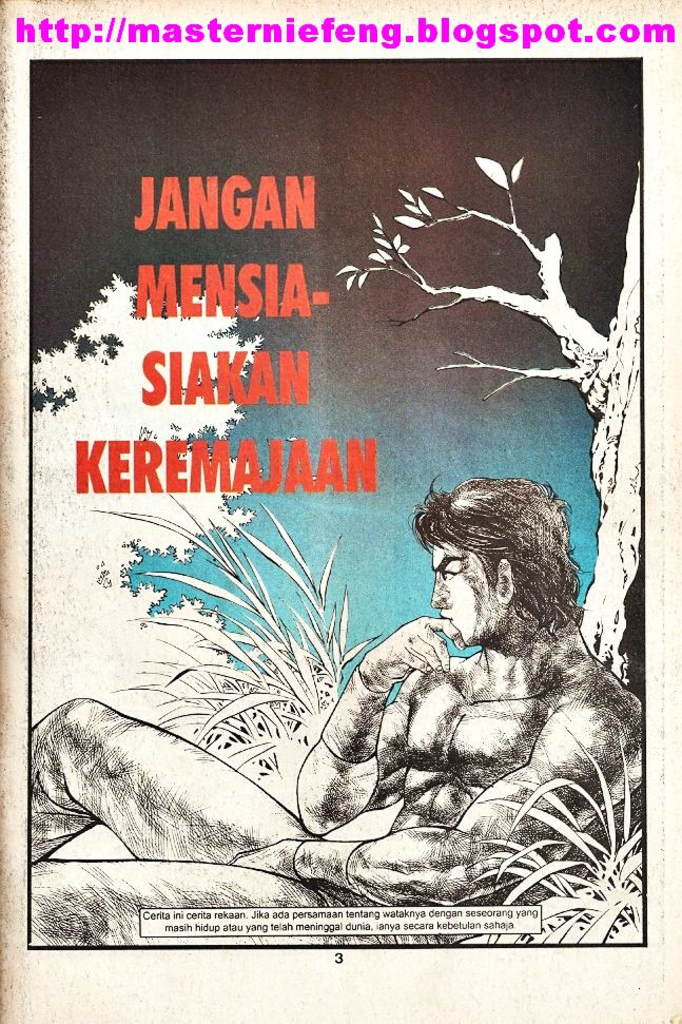 http://masterniefeng.blogspot.com
JANGAN
MENSIA-
SIAKAN
KEREMAJAAN
Cerita ini cerita rekaan. Jika ada persamaan tentang wataknya dengan seseorang yang
masih hidup atau yang telah meninggal dunia, ianya secara kebetulan sahaja.
3